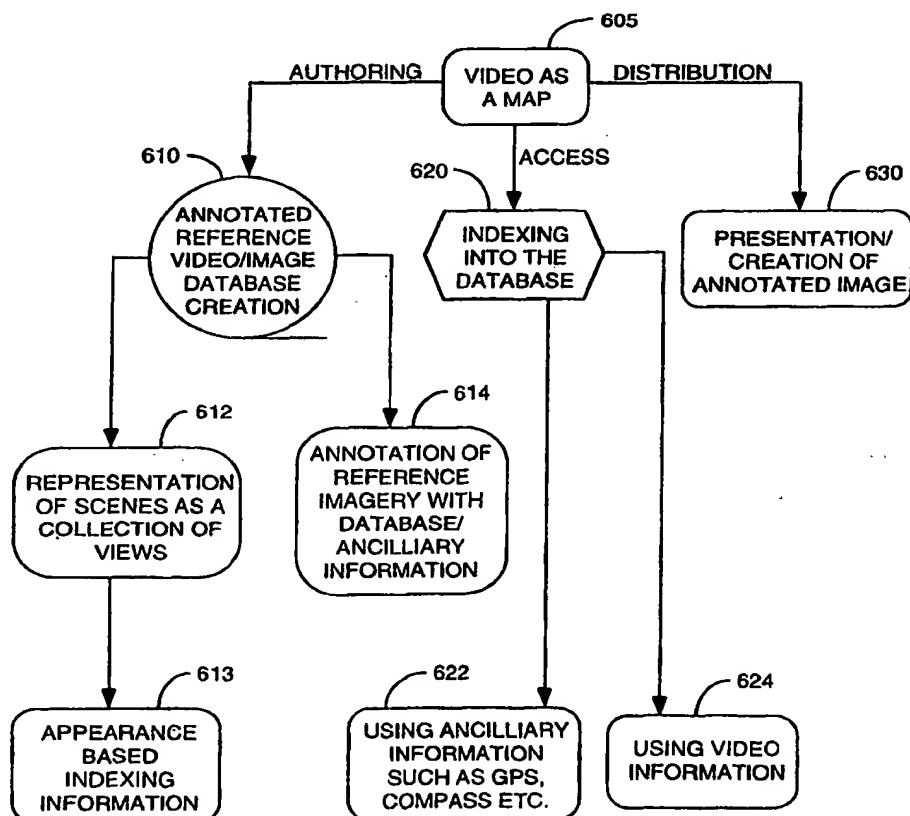 605
AUTHORING
VIDEO AS
A MAP
DISTRIBUTION
610
620
ACCESS
630
ANNOTATED
REFERENCE
VIDEO/IMAGE
DATABASE
CREATION
INDEXING
INTO THE
DATABASE
PRESENTATION/
CREATION OF
ANNOTATED IMAGE
612
614
REPRESENTATION
OF SCENES AS A
COLLECTION OF
VIEWS
ANNOTATION OF
REFERENCE
IMAGERY WITH
DATABASE/
ANCILLIARY
INFORMATION
613
622
624
APPEARANCE
BASED
INDEXING
INFORMATION
USING ANCILLIARY
INFORMATION
SUCH AS GPS,
COMPASS ETC.
USING VIDEO
INFORMATION